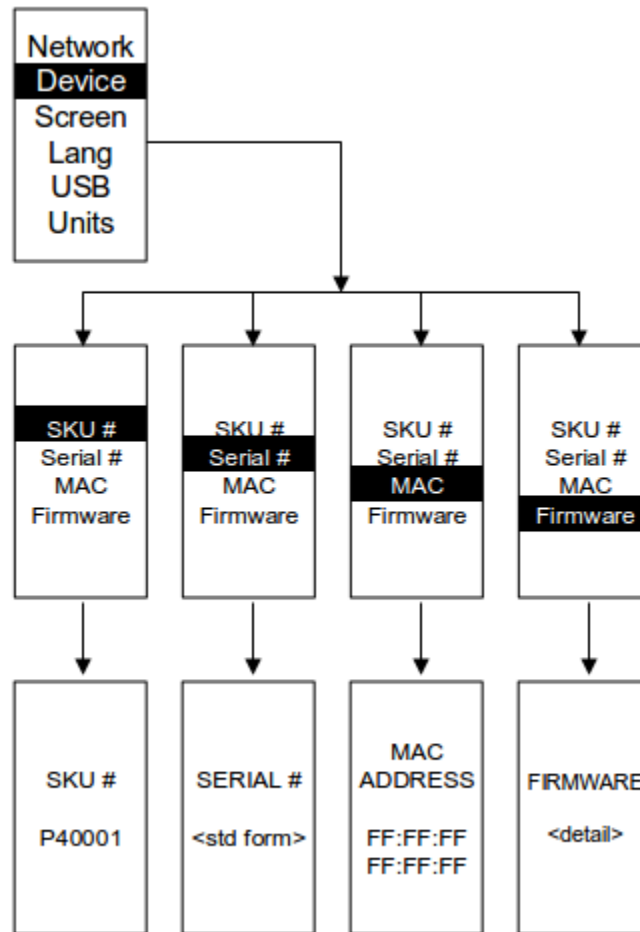 Network
Device
Screen
Lang
USB
Units
SKU #
Serial #
MAC
Firmware
SKU #
Serial #
MAC
Firmware
SKU #
Serial #
MAC
Firmware
SKU #
Serial #
MAC
Firmware
SKU #
P40001
SERIAL #
<std form>
MAC
ADDRESS
FF:FF:FF
FF:FF:FF
FIRMWARE
<detail>